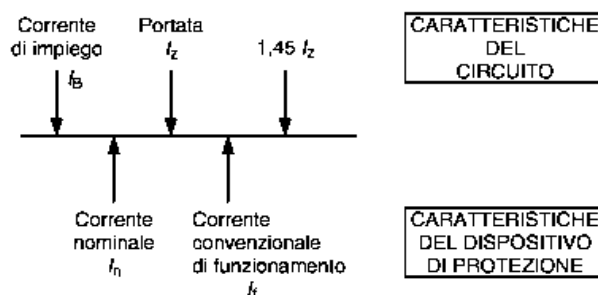 Corrente
di impiego
I_B
Portata
I_z
1,45 I_z
CARATTERISTICHE
DEL
CIRCUITO
Corrente
nominale
I_n
Corrente
convenzionale
di funzionamento
I_f
CARATTERISTICHE
DEL DISPOSITIVO
DI PROTEZIONE